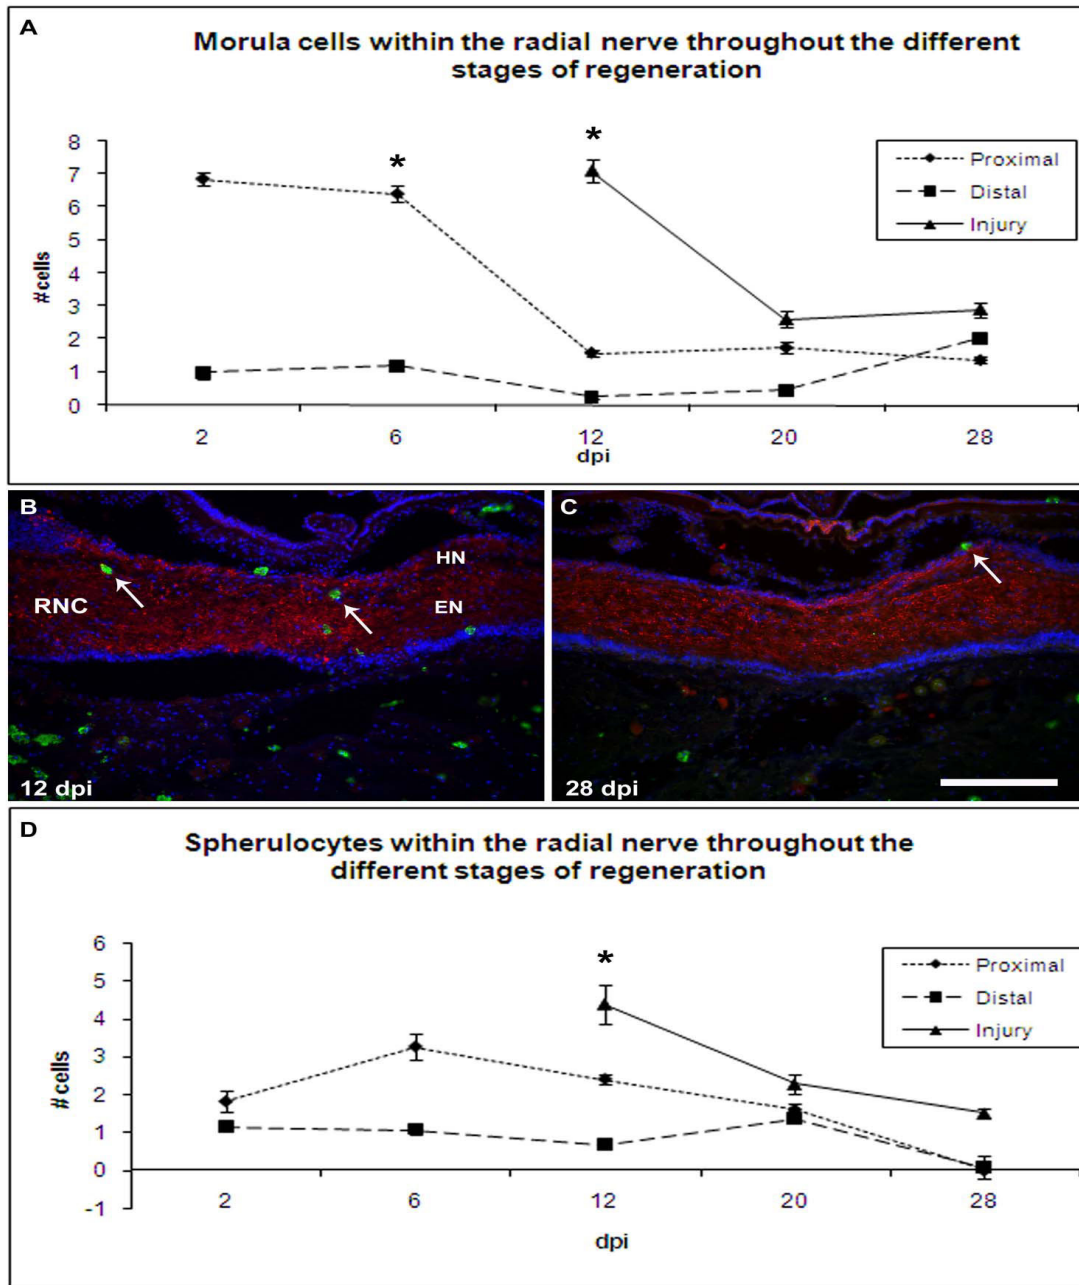 A
Morula cells within the radial nerve throughout the different
stages of regeneration
8
7
6
5
4
3
2
1
0
#cells
*
*
Proximal
Distal
Injury
2 6 12 20 28
dpi
B
HN
RNC
EN
12 dpi
C
28 dpi
D
Spherulocytes within the radial nerve throughout the
different stages of regeneration
6
5
4
3
2
1
0
-1
#cells
*
Proximal
Distal
Injury
2 6 12 20 28
dpi